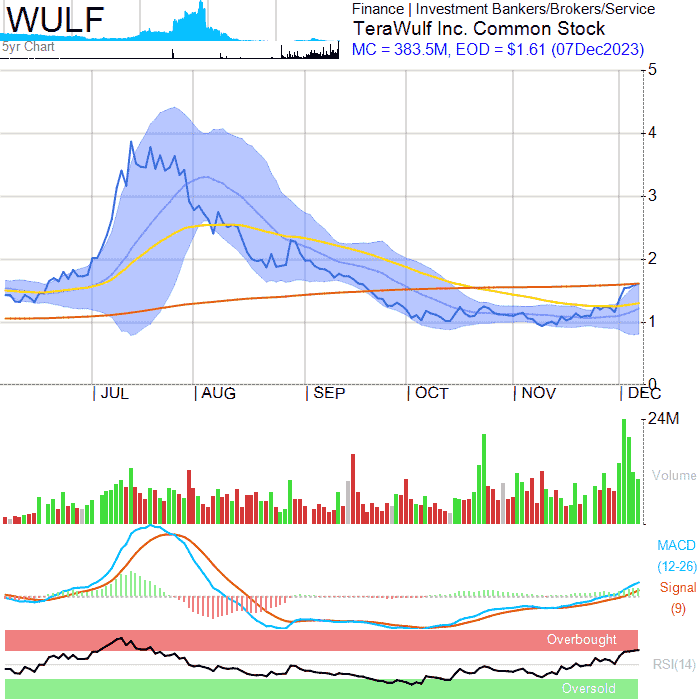 WULF
Finance | Investment Bankers/Brokers/Service
TeraWulf Inc. Common Stock
MC = 383.5M, EOD = $1.61 (07Dec2023)
5yr Chart
5
4
3
2
1
0
JUL AUG SEP OCT NOV DEC
24M
Volume
MACD
(12-26)
Signal
(9)
Overbought
RSI(14)
Oversold